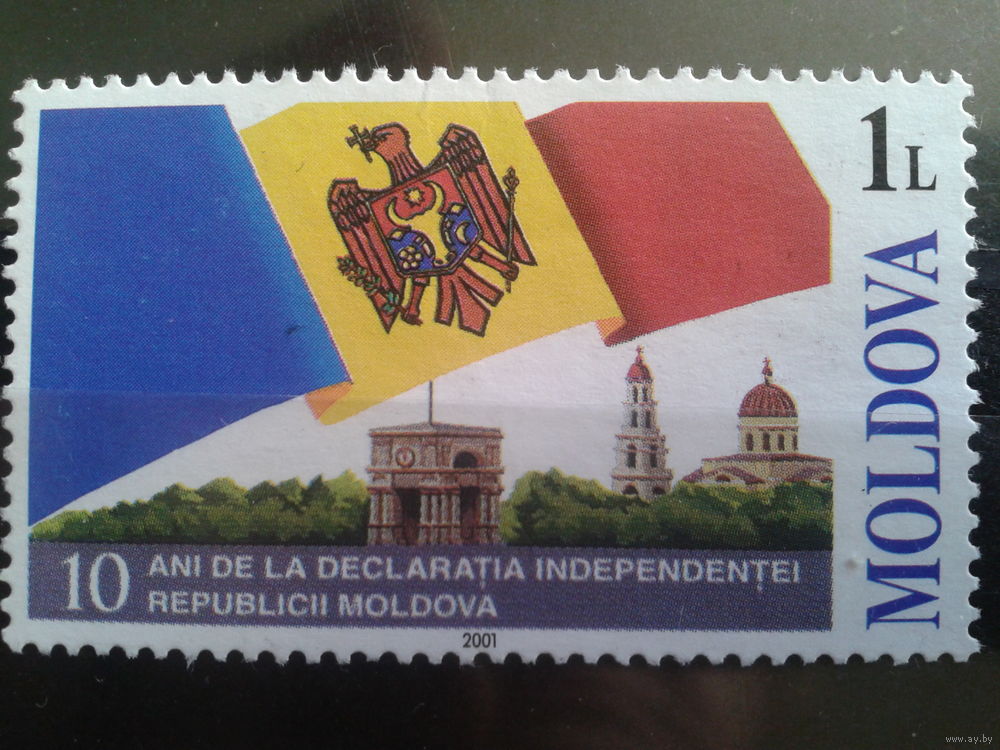 1L
MOLDOVA
10 ANI DE LA DECLARAȚIA INDEPENDENȚEI
REPUBLICII MOLDOVA
2001
www.ay.by